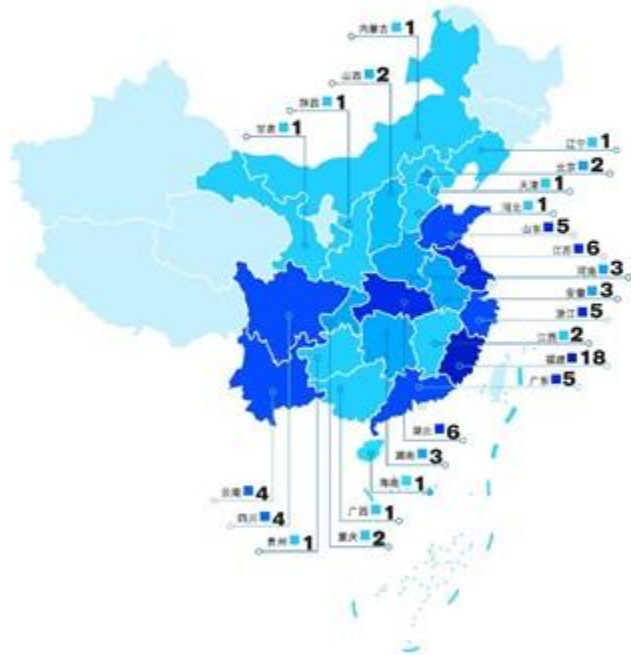 内蒙古 1
山西 2
陕西 1
甘肃 1
辽宁 1
北京 2
天津 1
河北 1
山东 5
江苏 6
河南 3
安徽 3
浙江 5
江西 2
福建 18
广东 5
湖北 6
湖南 3
海南 1
云南 4
四川 4
广西 1
贵州 1
重庆 2